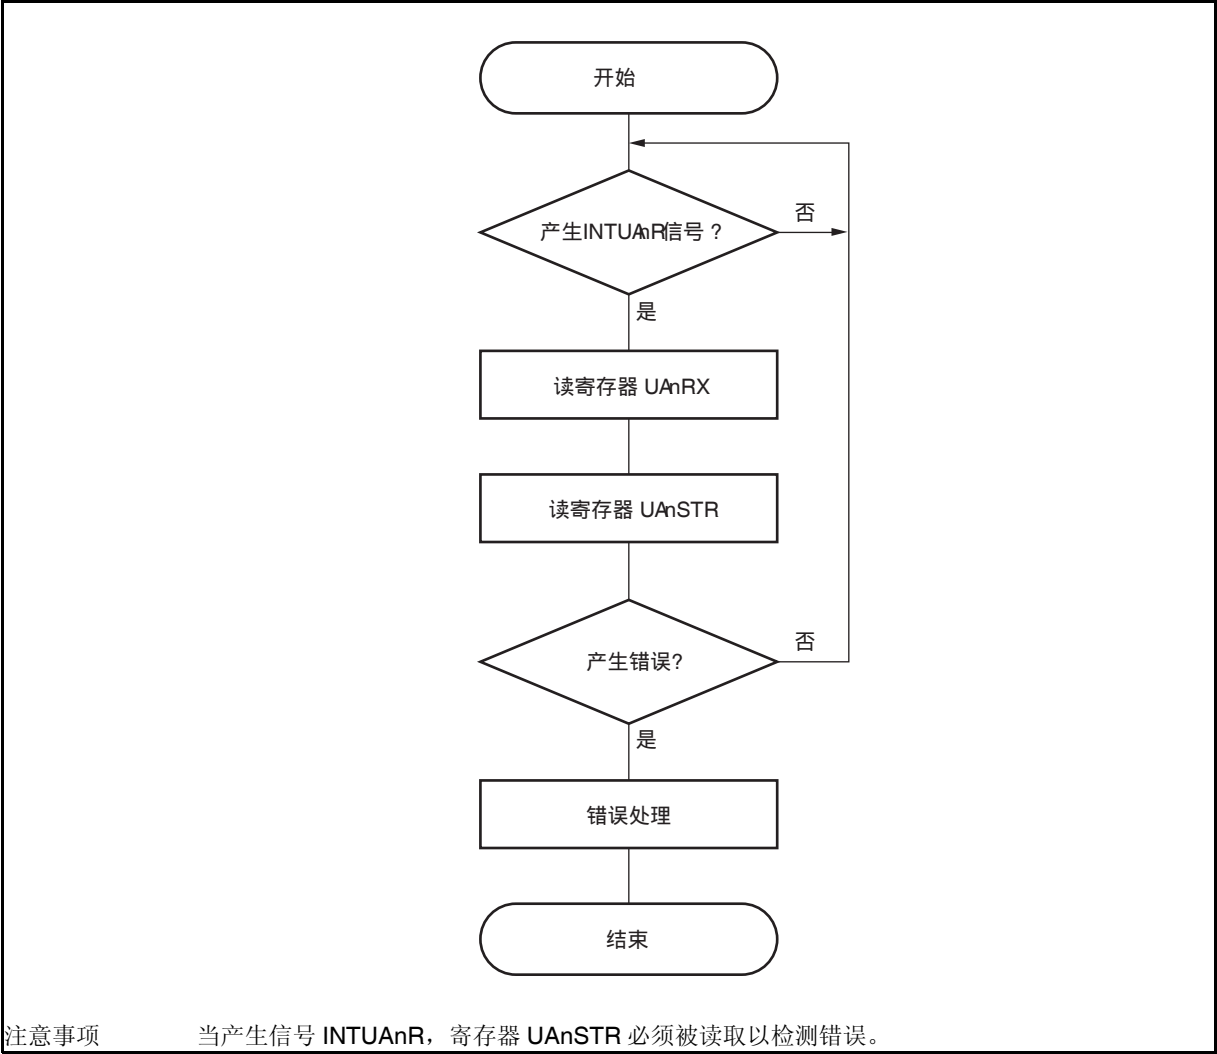 开始
产生INTUAnR信号？
否
是
读寄存器 UAnRX
读寄存器 UAnSTR
产生错误?
否
是
错误处理
结束
注意事项 当产生信号 INTUAnR，寄存器 UAnSTR 必须被读取以检测错误。